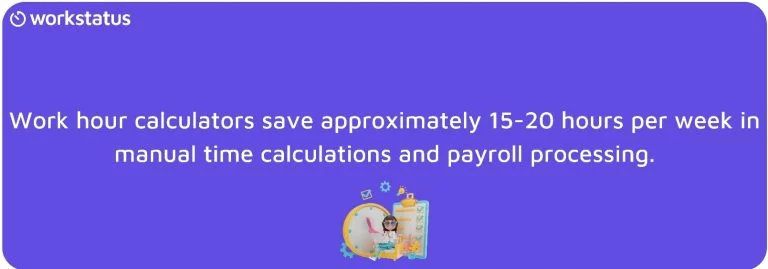 workstatus
Work hour calculators save approximately 15-20 hours per week in
manual time calculations and payroll processing.